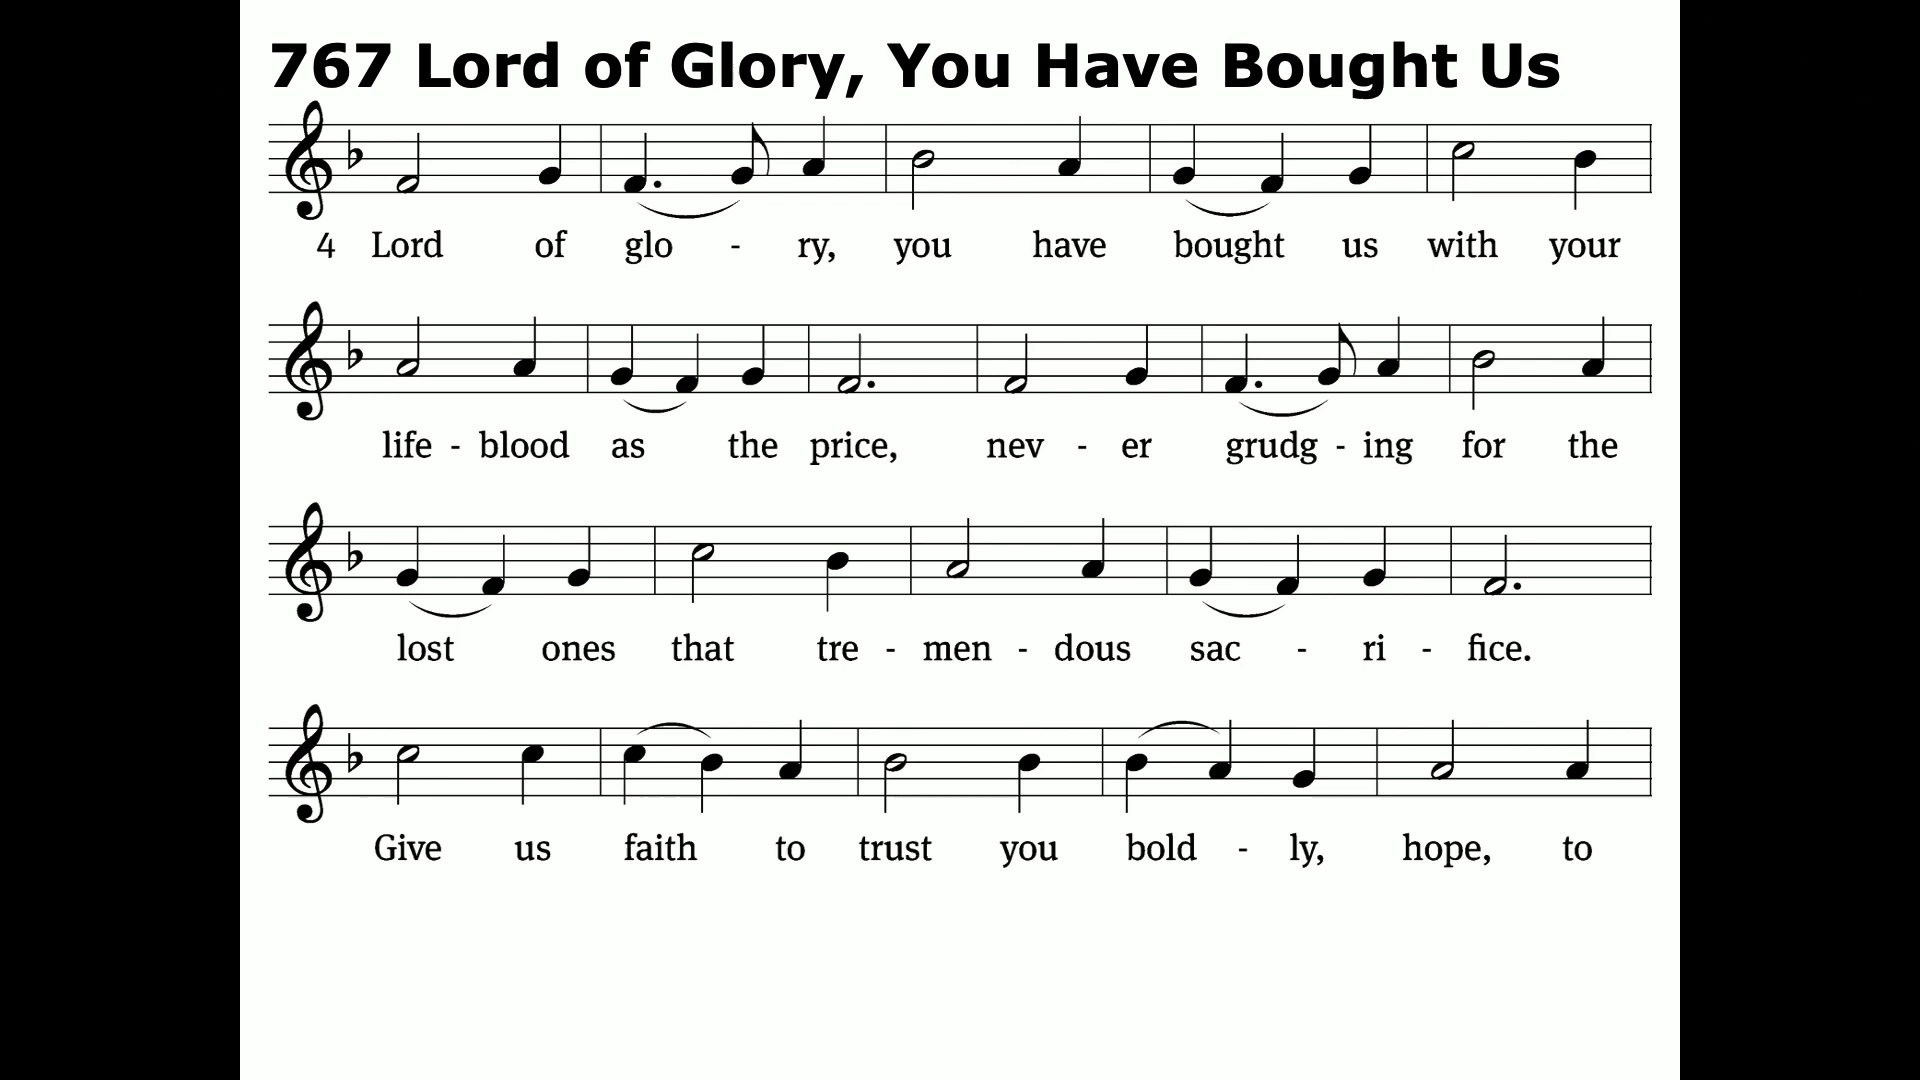 767 Lord of Glory, You Have Bought Us
4 Lord of glo - ry, you have bought us with your
life - blood as the price, nev - er grudg - ing for the
lost ones that tre - men - dous sac - ri - fice.
Give us faith to trust you bold - ly, hope, to